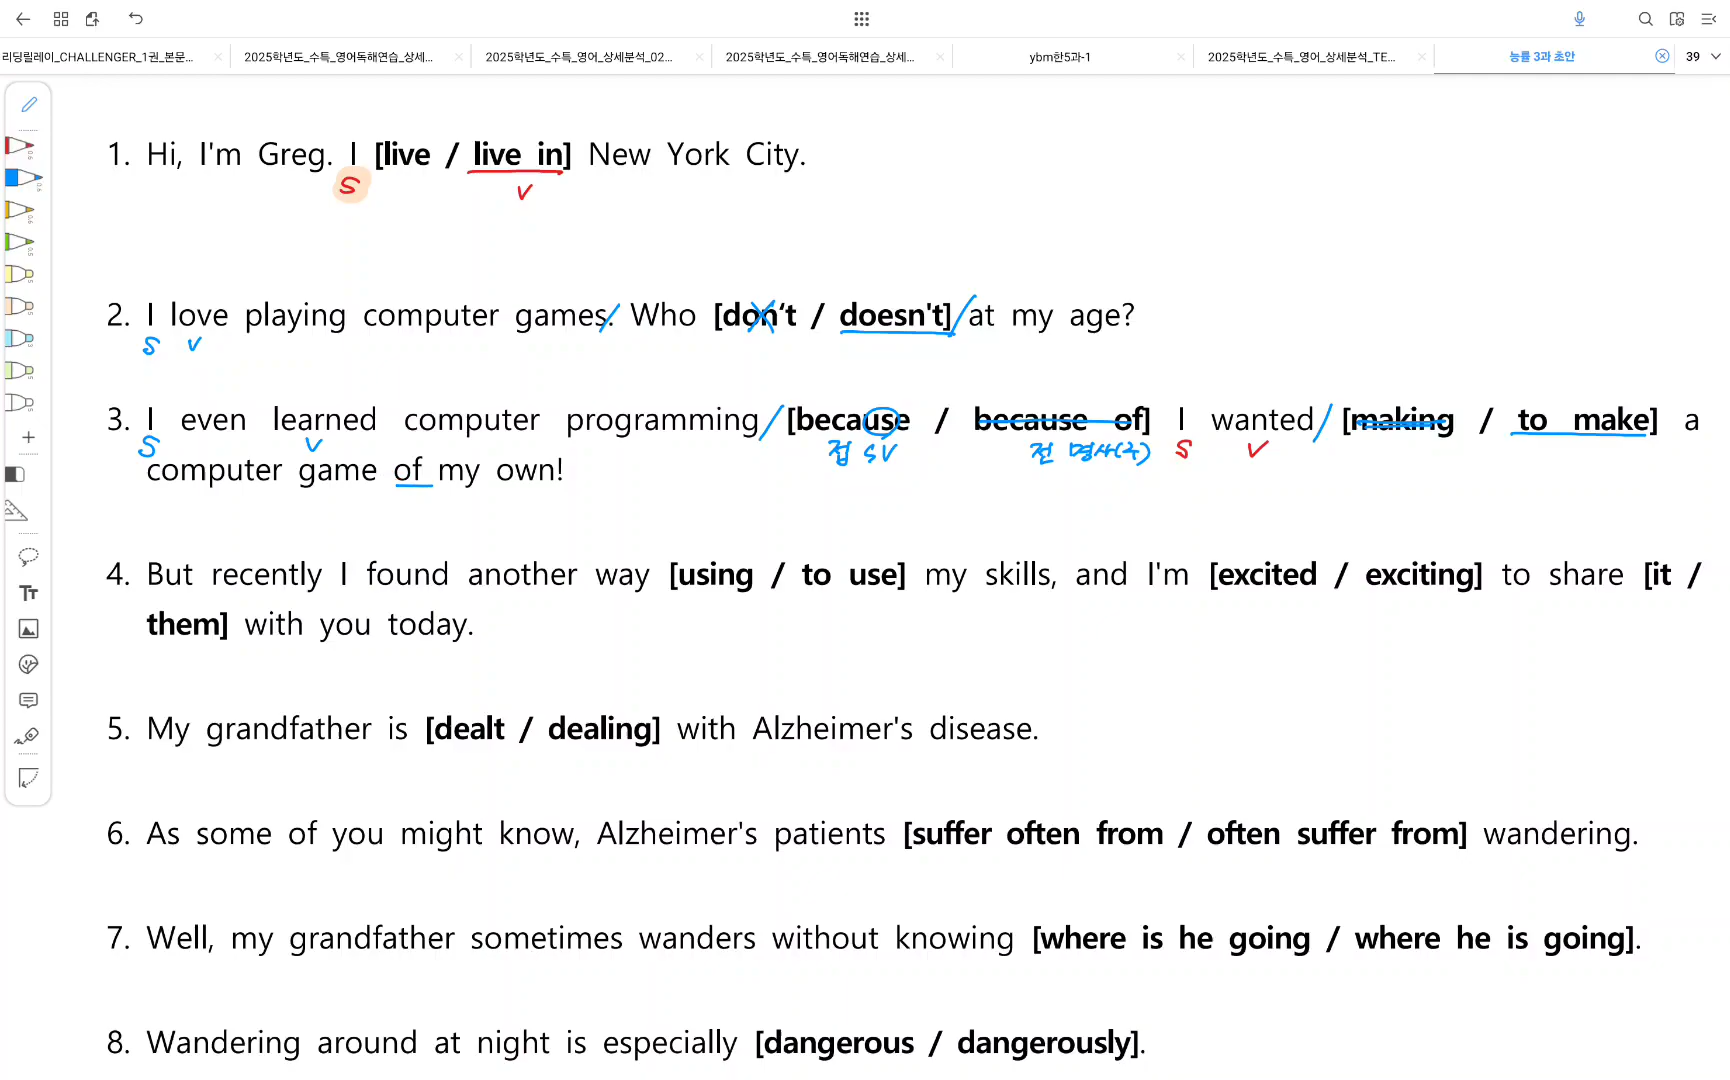 리딩릴레이_CHALLENGER_1권_본문...
2025학년도_수특_영어독해연습_상세...
2025학년도_수특_영어_상세분석_02...
2025학년도_수특_영어독해연습_상세...
ybm한5과-1
2025학년도_수특_영어_상세분석_TE...
능률 3과 초안
39
1. Hi, I'm Greg. I [live / live in] New York City.
S V
2. I love playing computer games. Who [don't / doesn't] at my age?
S V
3. I even learned computer programming [because / because of] I wanted [making / to make] a
S V 접 SV 전 명사(구) S V
computer game of my own!
4. But recently I found another way [using / to use] my skills, and I'm [excited / exciting] to share [it /
them] with you today.
5. My grandfather is [dealt / dealing] with Alzheimer's disease.
6. As some of you might know, Alzheimer's patients [suffer often from / often suffer from] wandering.
7. Well, my grandfather sometimes wanders without knowing [where is he going / where he is going].
8. Wandering around at night is especially [dangerous / dangerously].